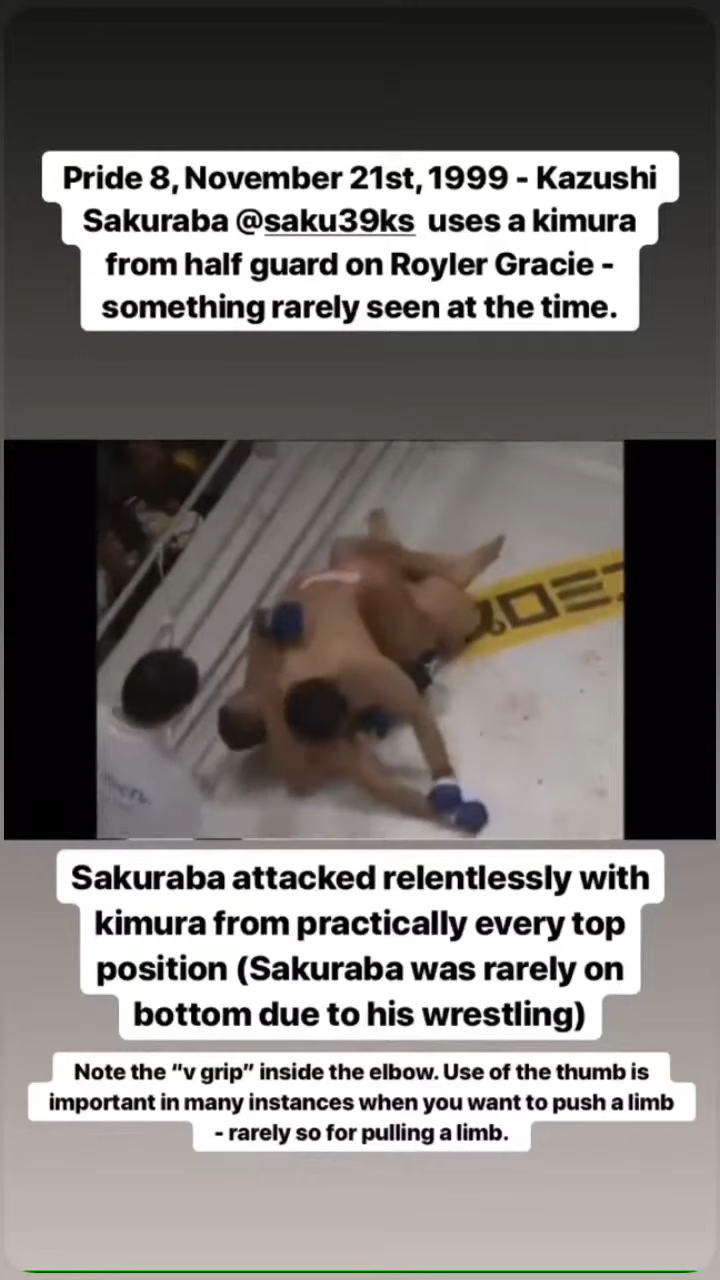 Pride 8, November 21st, 1999 - Kazushi
Sakuraba @saku39ks uses a kimura
from half guard on Royler Gracie -
something rarely seen at the time.
Sakuraba attacked relentlessly with
kimura from practically every top
position (Sakuraba was rarely on
bottom due to his wrestling)
Note the “v grip” inside the elbow. Use of the thumb is
important in many instances when you want to push a limb
- rarely so for pulling a limb.